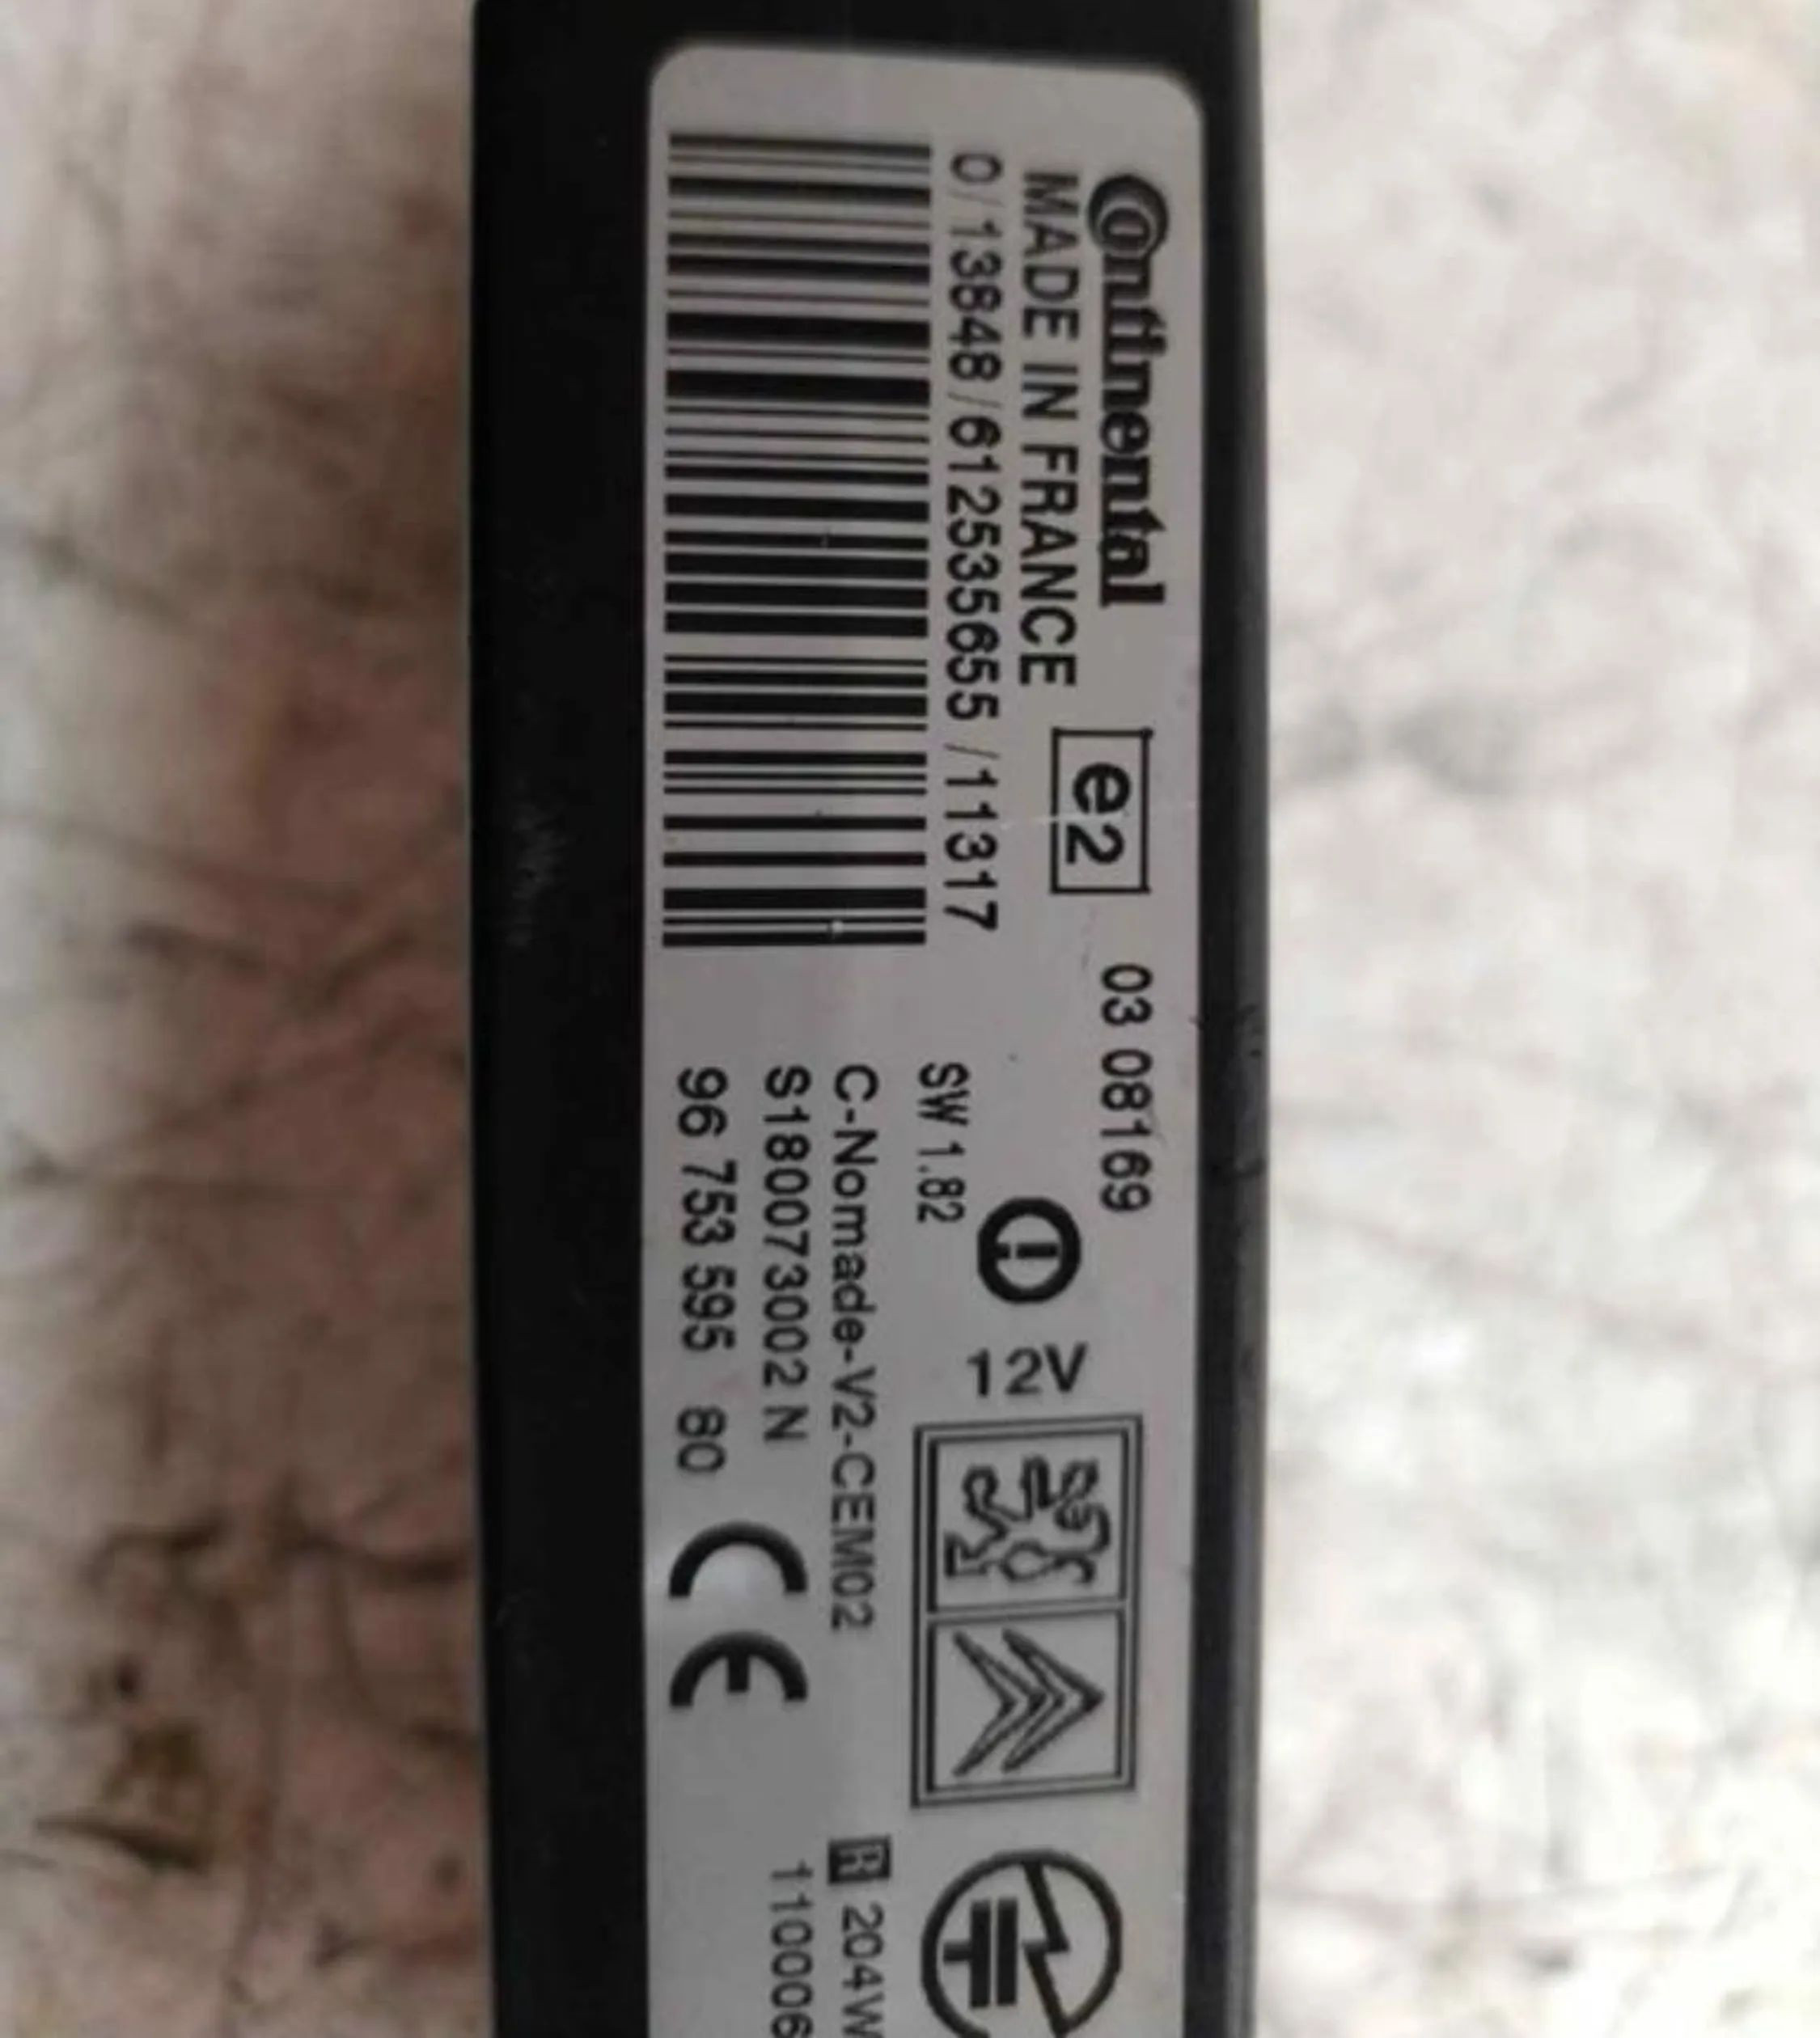 Continental
MADE IN FRANCE
0/13848/6125535655 /11317
e2
03 08169
12V
SW 1.82
C-Nomade-V2-CEM02
S180073002 N
96 753 595 80
CE
R 204W
110006